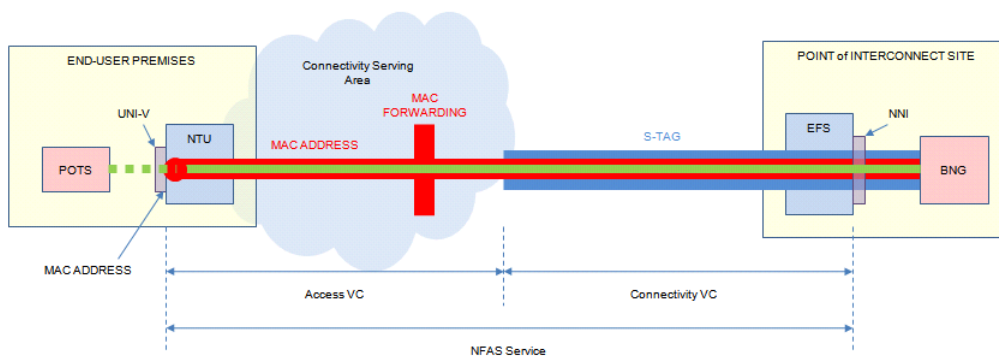 END-USER PREMISES
UNI-V
NTU
POTS
MAC ADDRESS
Connectivity Serving
Area
MAC
FORWARDING
MAC ADDRESS
S-TAG
POINT of INTERCONNECT SITE
EFS
NNI
BNG
Access VC
Connectivity VC
NFAS Service